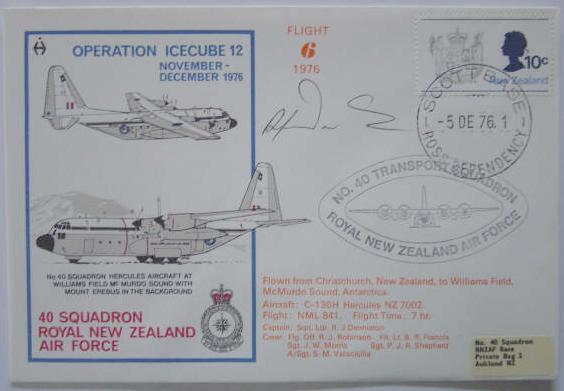 OPERATION ICECUBE 12
NOVEMBER -
DECEMBER 1976
FLIGHT
6
1976
10c
New Zealand
SCOTT BASE
-5 DE 76.1
ROSS DEPENDENCY
NO. 40 TRANSPORT SQUADRON
ROYAL NEW ZEALAND AIR FORCE
No 40 SQUADRON HERCULES AIRCRAFT AT
WILLIAMS FIELD McMURDO SOUND WITH
MOUNT EREBUS IN THE BACKGROUND
40 SQUADRON
ROYAL NEW ZEALAND
AIR FORCE
Flown from Christchurch, New Zealand, to Williams Field,
McMurdo Sound, Antarctica.
Aircraft: C-130H Hercules NZ 7002.
Flight: NML 841. Flight Time: 7 hr.
Captain: Sqn. Ldr. R J Denniston
Crew: Flg. Off. R. J. Robinson Flt. Lt. B. R.
Sgt. J. W. Morris Sgt. P. J. R. Shepherd
A/Sgt. S. M.
No. 40 Squadron
RNZAF Base
Private Bag 1
Aukland NZ